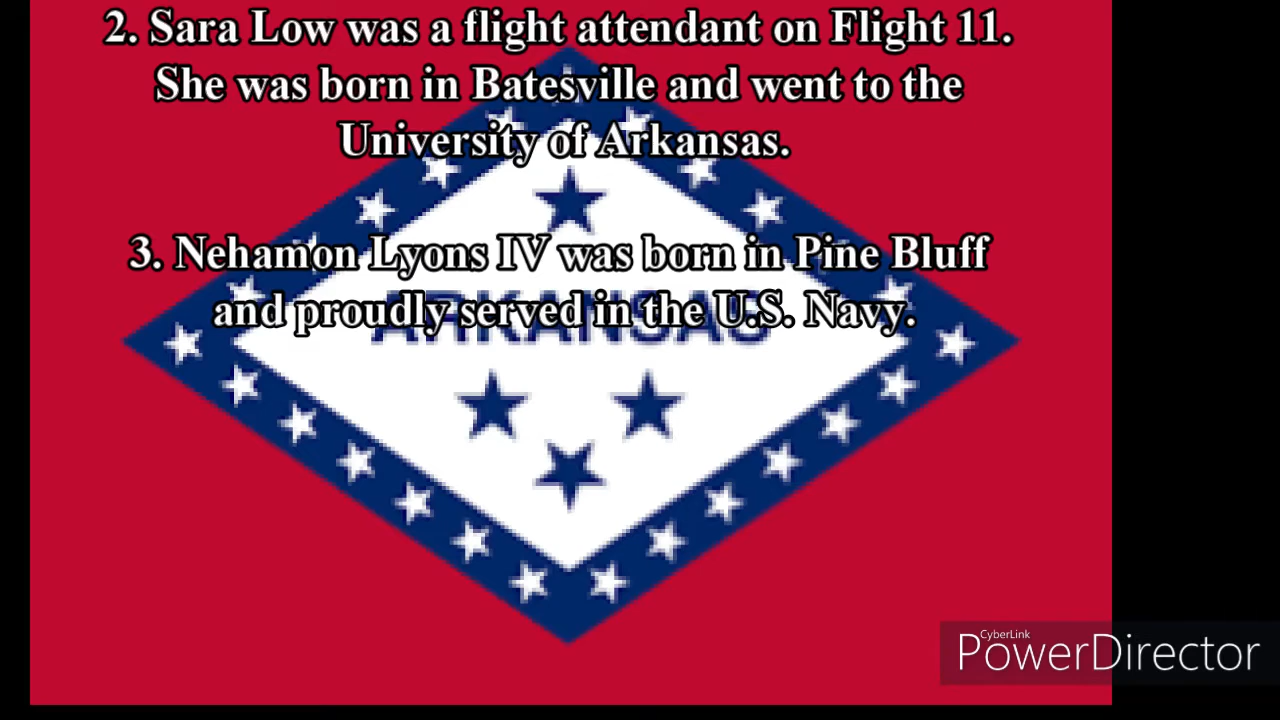 2. Sara Low was a flight attendant on Flight 11.
She was born in Batesville and went to the
University of Arkansas.
3. Nehamon Lyons IV was born in Pine Bluff
and proudly served in the U.S. Navy.
ARKANSAS
CyberLink
PowerDirector